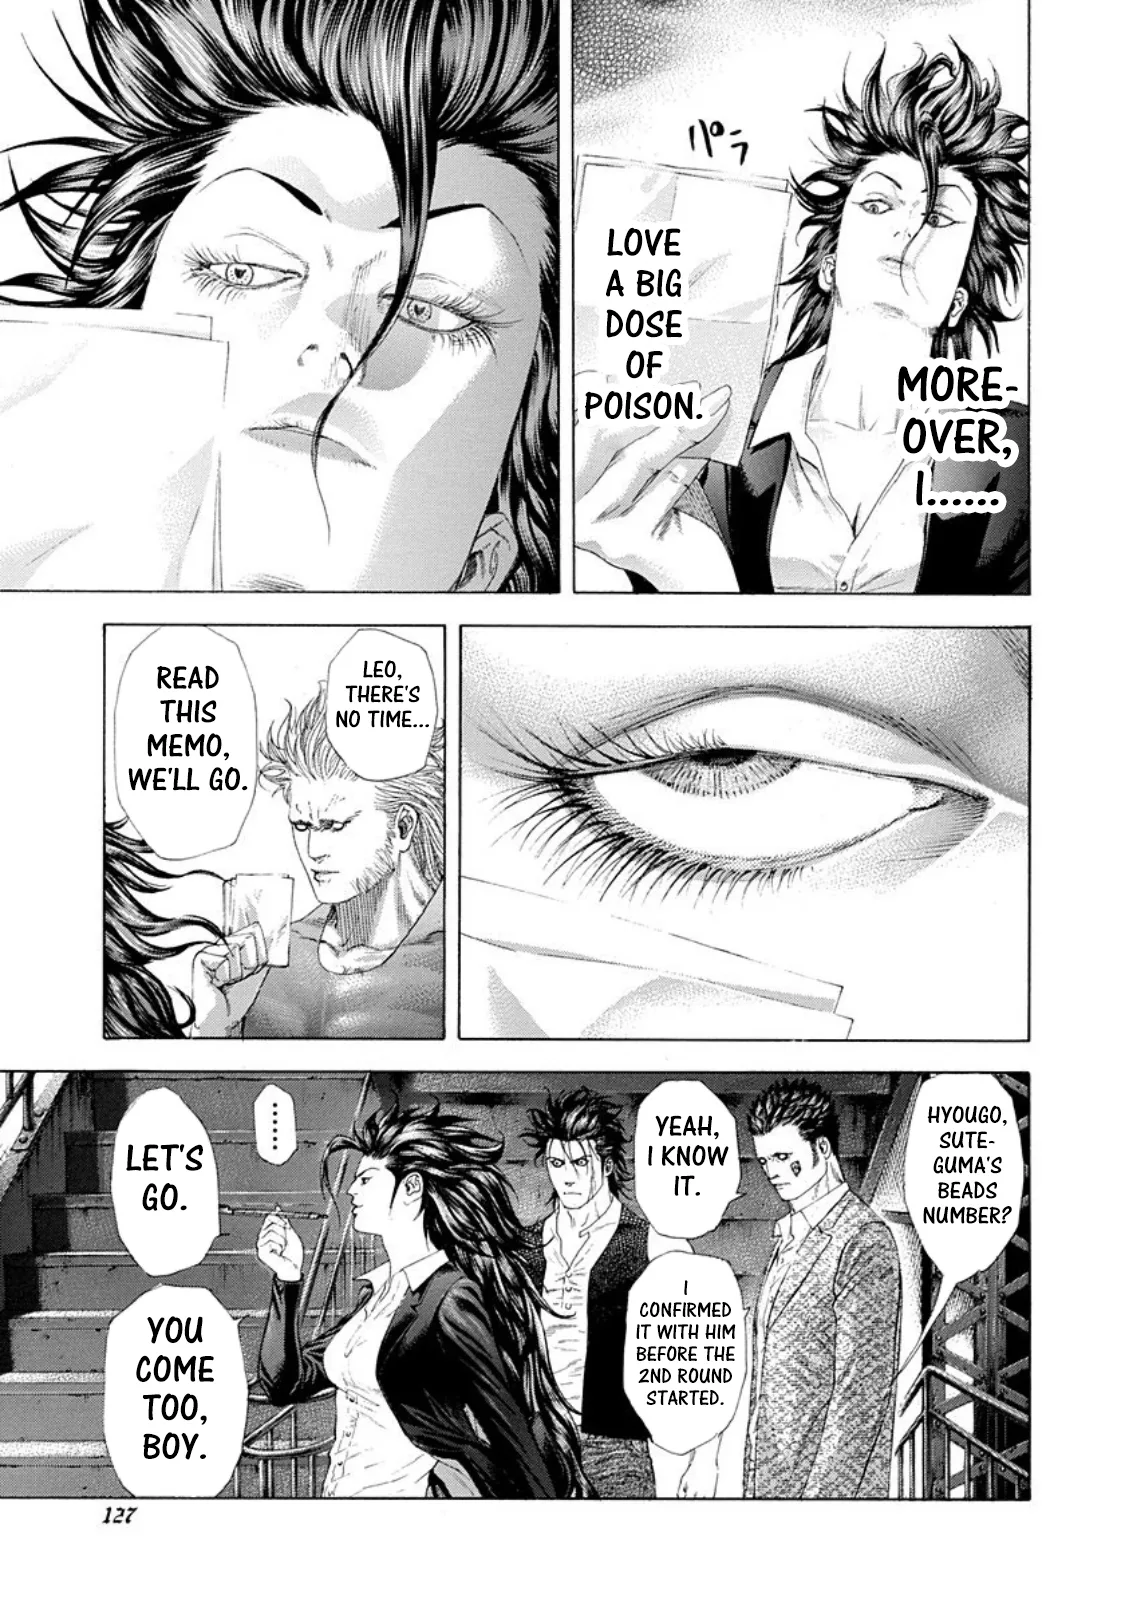 MORE-
OVER,
I......
パラ
LOVE
A BIG
DOSE
OF
POISON.
LEO,
THERE'S
NO TIME...
READ
THIS
MEMO,
WE'LL GO.
HYOUGO,
SUTE-
GUMA'S
BEADS
NUMBER?
YEAH,
I KNOW
IT.
I
CONFIRMED
IT WITH HIM
BEFORE THE
2ND ROUND
STARTED.
......
LET'S
GO.
YOU
COME
TOO,
BOY.
127